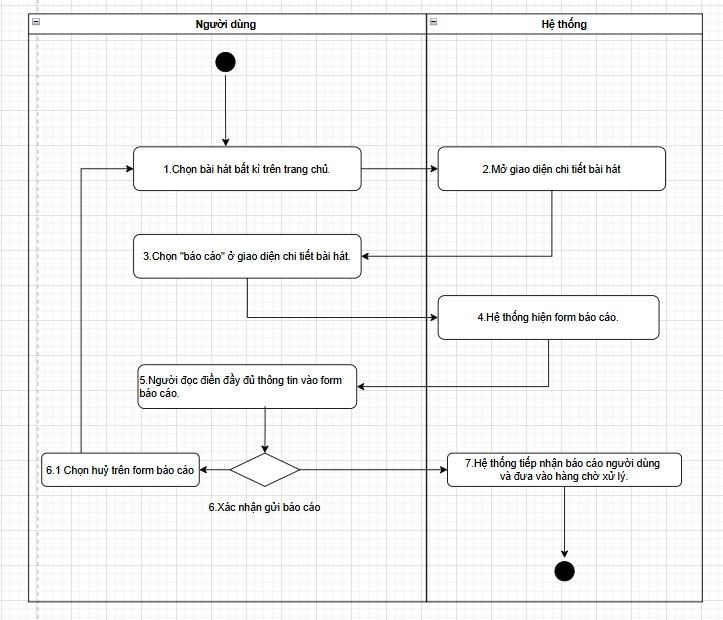 Người dùng
Hệ thống
1.Chọn bài hát bất kì trên trang chủ.
2.Mở giao diện chi tiết bài hát
3.Chọn "báo cáo" ở giao diện chi tiết bài hát.
4.Hệ thống hiện form báo cáo.
5.Người đọc điền đầy đủ thông tin vào form
báo cáo.
6.1 Chọn huỷ trên form báo cáo
7.Hệ thống tiếp nhận báo cáo người dùng
và đưa vào hàng chờ xử lý.
6.Xác nhận gửi báo cáo